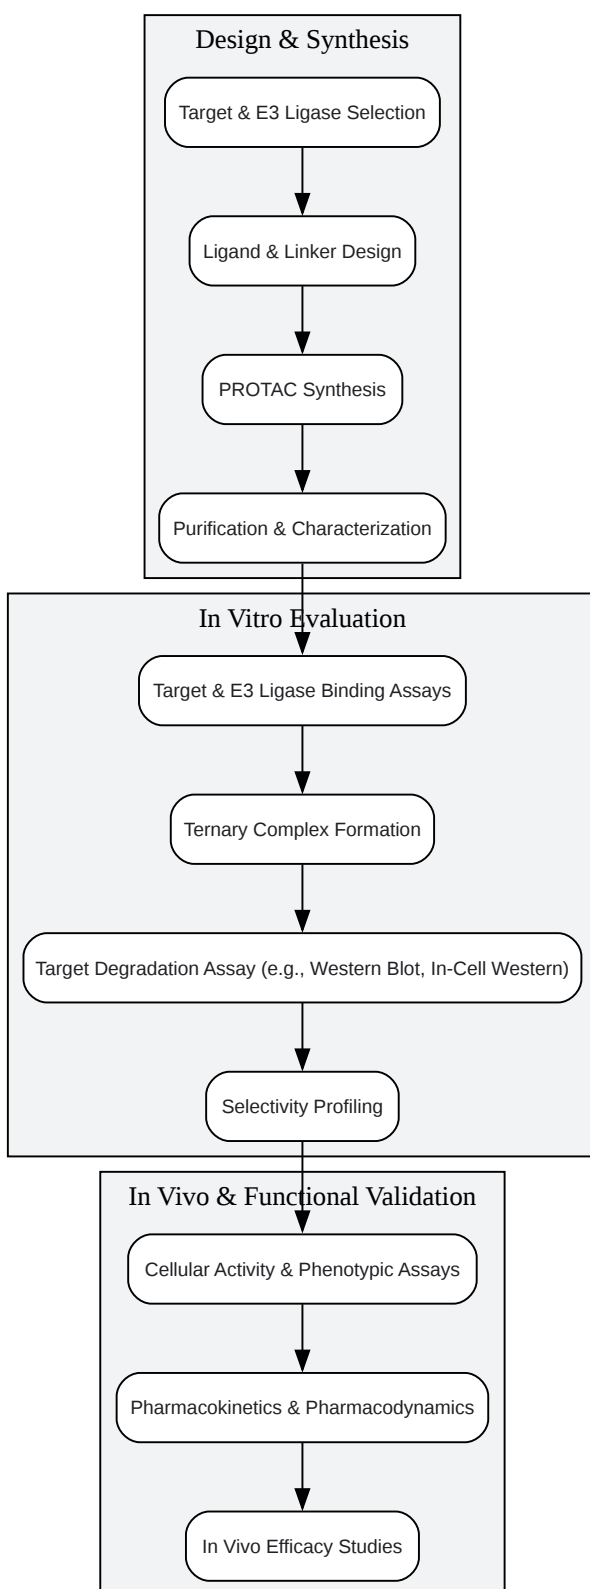 Design & Synthesis
Target & E3 Ligase Selection
Ligand & Linker Design
PROTAC Synthesis
Purification & Characterization
In Vitro Evaluation
Target & E3 Ligase Binding Assays
Ternary Complex Formation
Target Degradation Assay (e.g., Western Blot, In-Cell Western)
Selectivity Profiling
In Vivo & Functional Validation
Cellular Activity & Phenotypic Assays
Pharmacokinetics & Pharmacodynamics
In Vivo Efficacy Studies